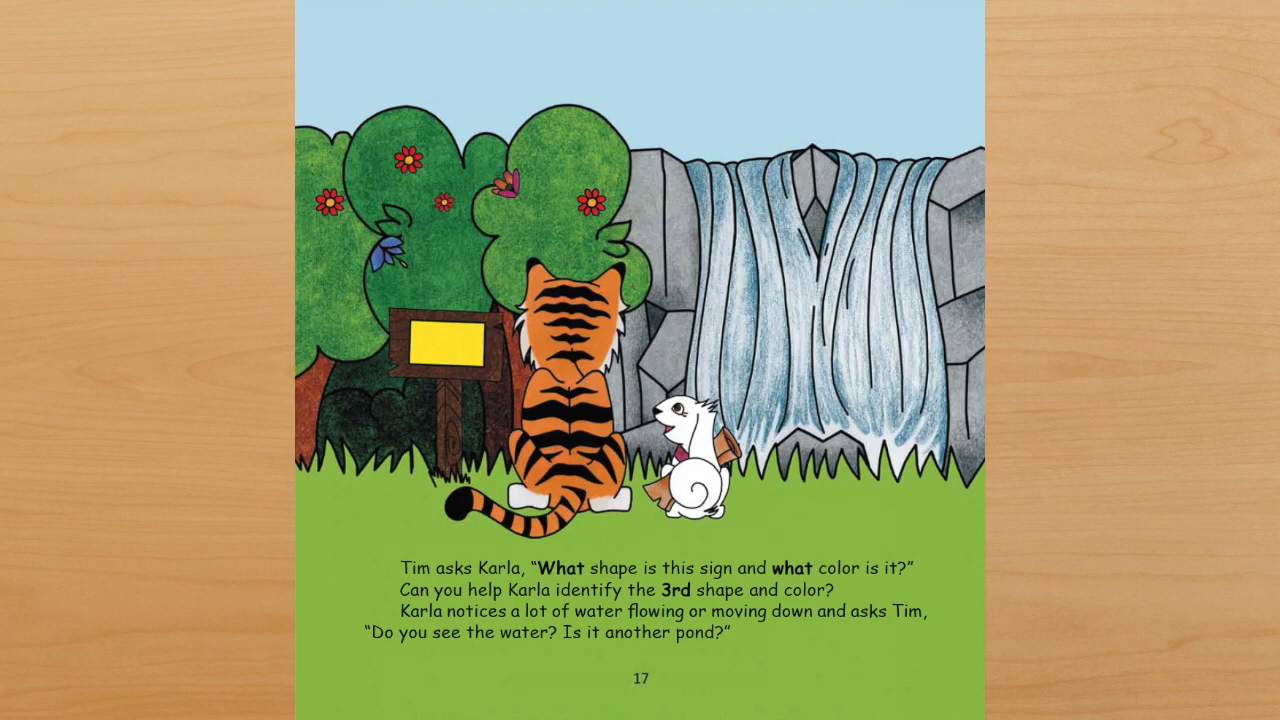 Tim asks Karla, “What shape is this sign and what color is it?”
Can you help Karla identify the 3rd shape and color?
Karla notices a lot of water flowing or moving down and asks Tim,
“Do you see the water? Is it another pond?”
17